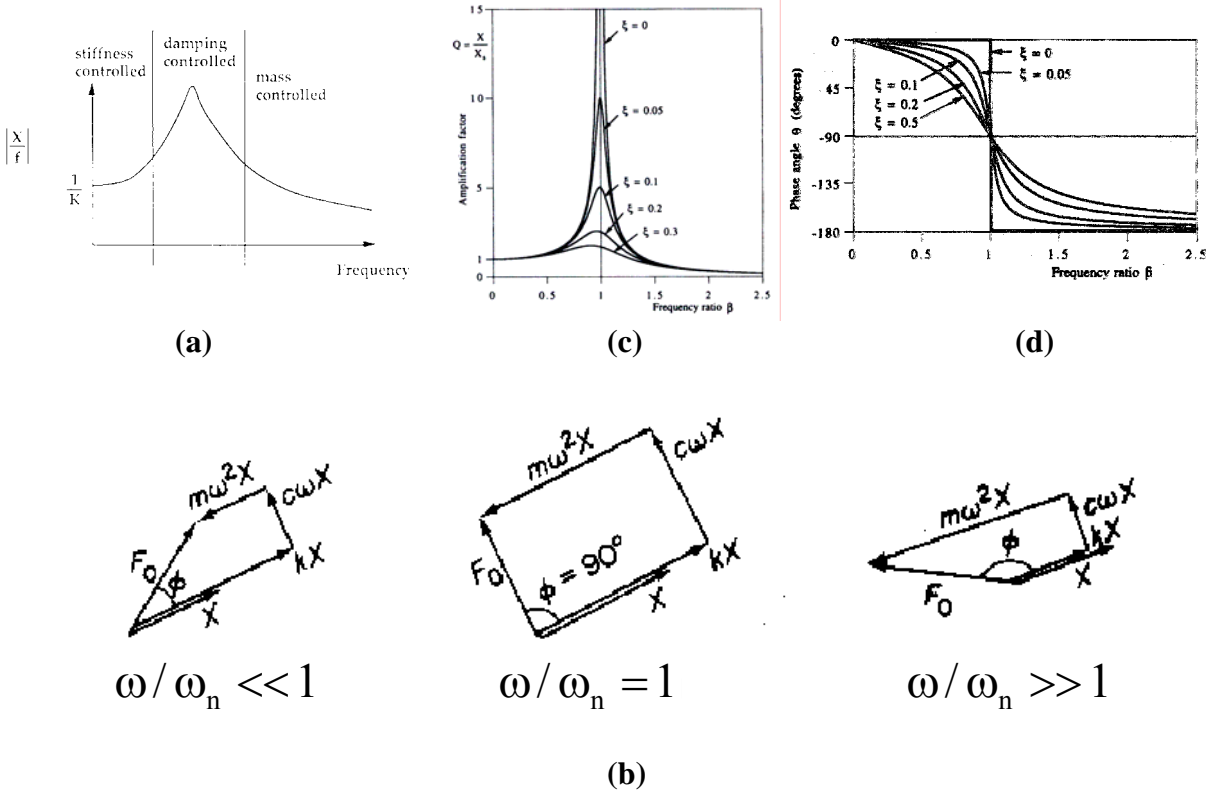 stiffness
controlled
damping
controlled
mass
controlled
|X/f|
1/K
Frequency
(a)
15
10
5
1
0
Q = X/Xs
Amplification factor
ξ = 0
ξ = 0.05
ξ = 0.1
ξ = 0.2
ξ = 0.3
0 0.5 1 1.5 2 2.5
Frequency ratio β
(c)
0
45
-90
-135
-180
Phase angle θ (degrees)
ξ = 0
ξ = 0.05
ξ = 0.1
ξ = 0.2
ξ = 0.5
0 0.5 1 1.5 2 2.5
Frequency ratio β
(d)
mω²X
cωX
F₀
ϕ
kX
X
ω/ωₙ <<1
mω²X
cωX
F₀
ϕ = 90°
kX
X
ω/ωₙ =1
mω²X
cωX
ϕ
kX
X
F₀
ω/ωₙ >>1
(b)